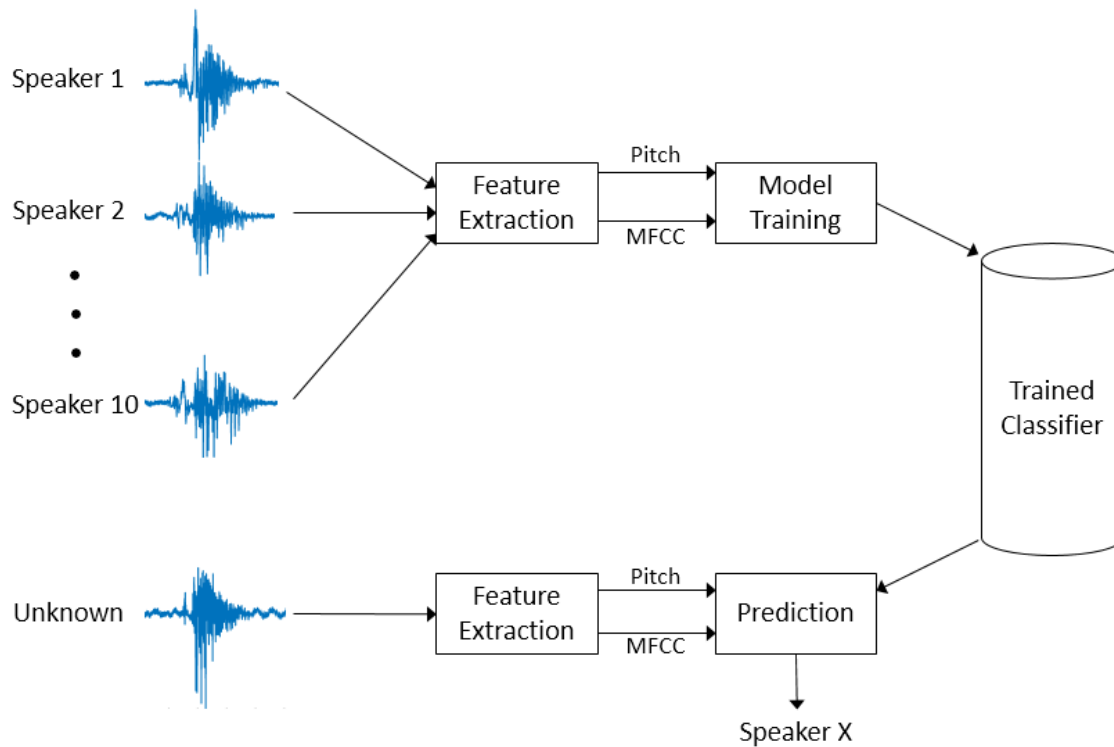 Speaker 1
Speaker 2
Speaker 10
Feature
Extraction
Pitch
MFCC
Model
Training
Trained
Classifier
Unknown
Feature
Extraction
Pitch
MFCC
Prediction
Speaker X